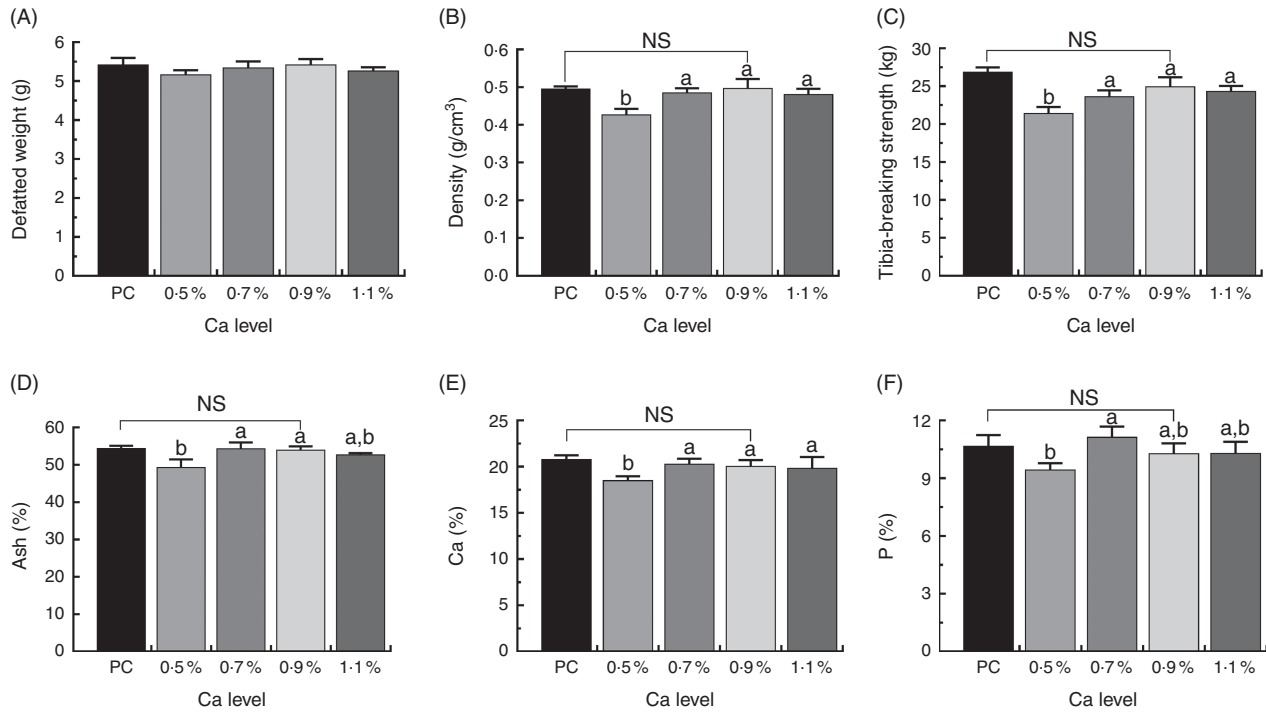 (A)
Defatted weight (g)
6
5
4
3
2
1
0
PC 0·5 % 0·7 % 0·9 % 1·1 %
Ca level
(B)
Density (g/cm³)
0·6
0·5
0·4
0·3
0·2
0·1
0·0
NS
b a a a
PC 0·5 % 0·7 % 0·9 % 1·1 %
Ca level
(C)
Tibia-breaking strength (kg)
30
25
20
15
10
5
0
NS
b a a a
PC 0·5 % 0·7 % 0·9 % 1·1 %
Ca level
(D)
Ash (%)
60
50
40
30
20
10
0
NS
b a a a,b
PC 0·5 % 0·7 % 0·9 % 1·1 %
Ca level
(E)
Ca (%)
25
20
15
10
5
0
NS
b a a a
PC 0·5 % 0·7 % 0·9 % 1·1 %
Ca level
(F)
P (%)
12
9
6
3
0
NS
b a a,b a,b
PC 0·5 % 0·7 % 0·9 % 1·1 %
Ca level